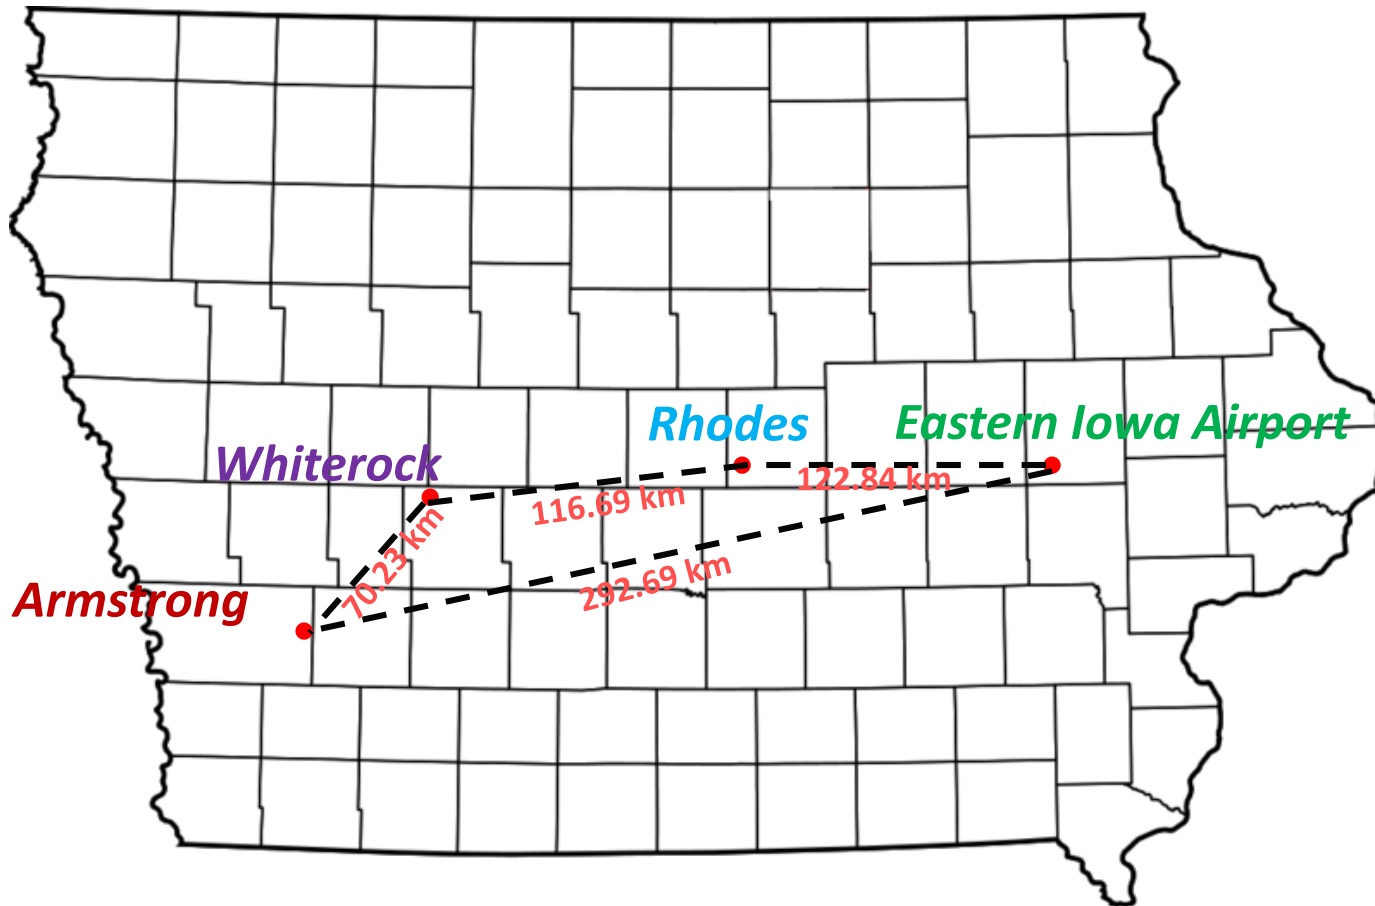 Rhodes
Eastern Iowa Airport
Whiterock
122.84 km
116.69 km
70.23 km
292.69 km
Armstrong